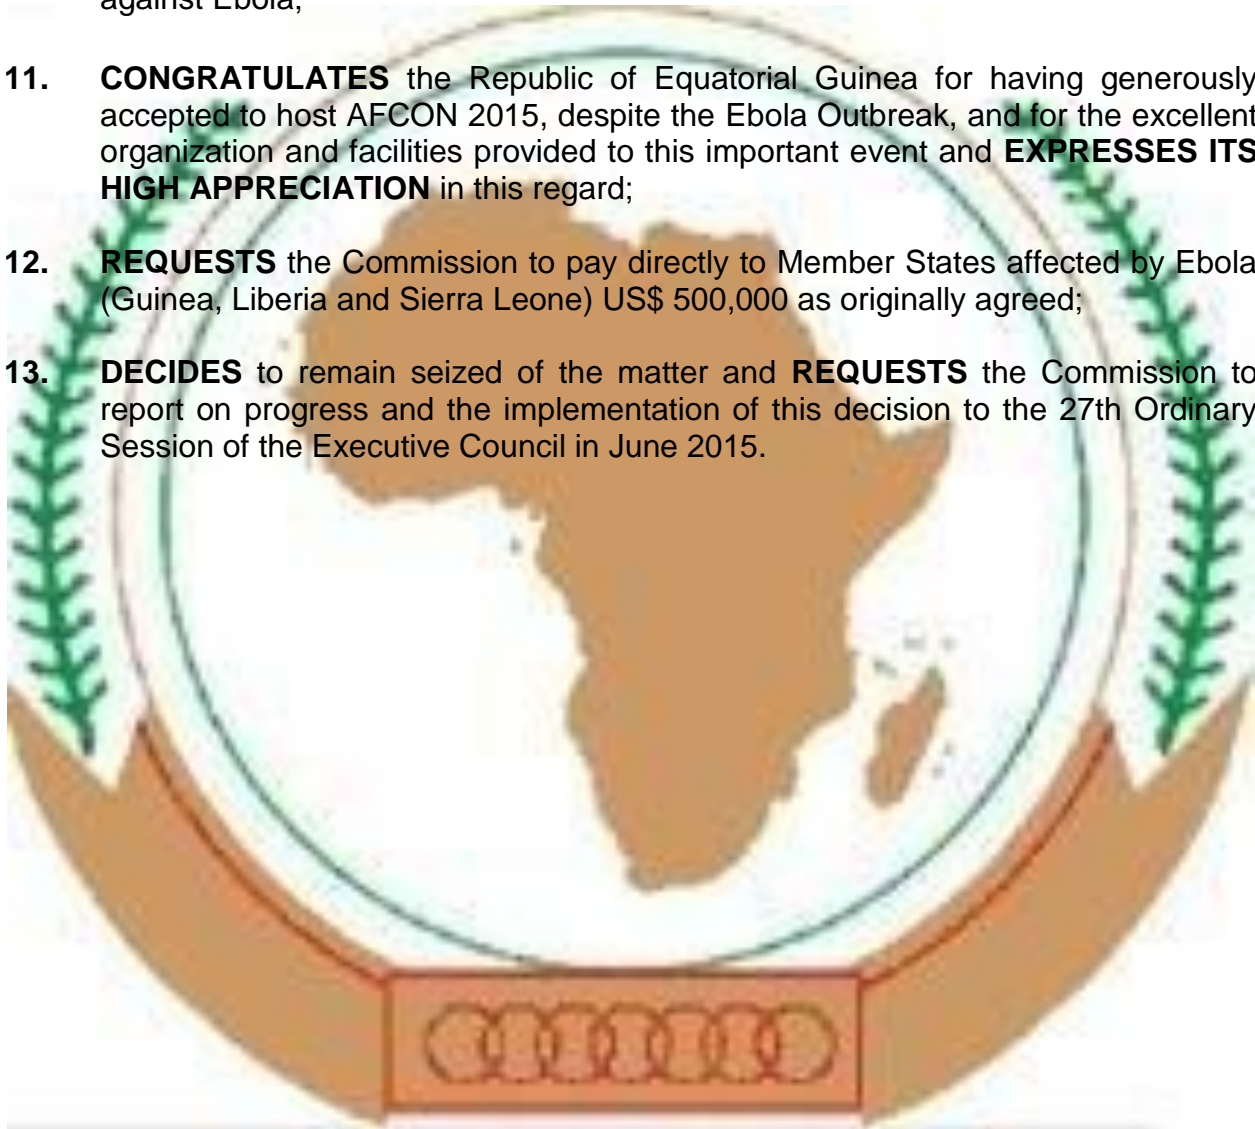 against Ebola;
11. CONGRATULATES the Republic of Equatorial Guinea for having generously
accepted to host AFCON 2015, despite the Ebola Outbreak, and for the excellent
organization and facilities provided to this important event and EXPRESSES ITS
HIGH APPRECIATION in this regard;
12. REQUESTS the Commission to pay directly to Member States affected by Ebola
(Guinea, Liberia and Sierra Leone) US$ 500,000 as originally agreed;
13. DECIDES to remain seized of the matter and REQUESTS the Commission to
report on progress and the implementation of this decision to the 27th Ordinary
Session of the Executive Council in June 2015.